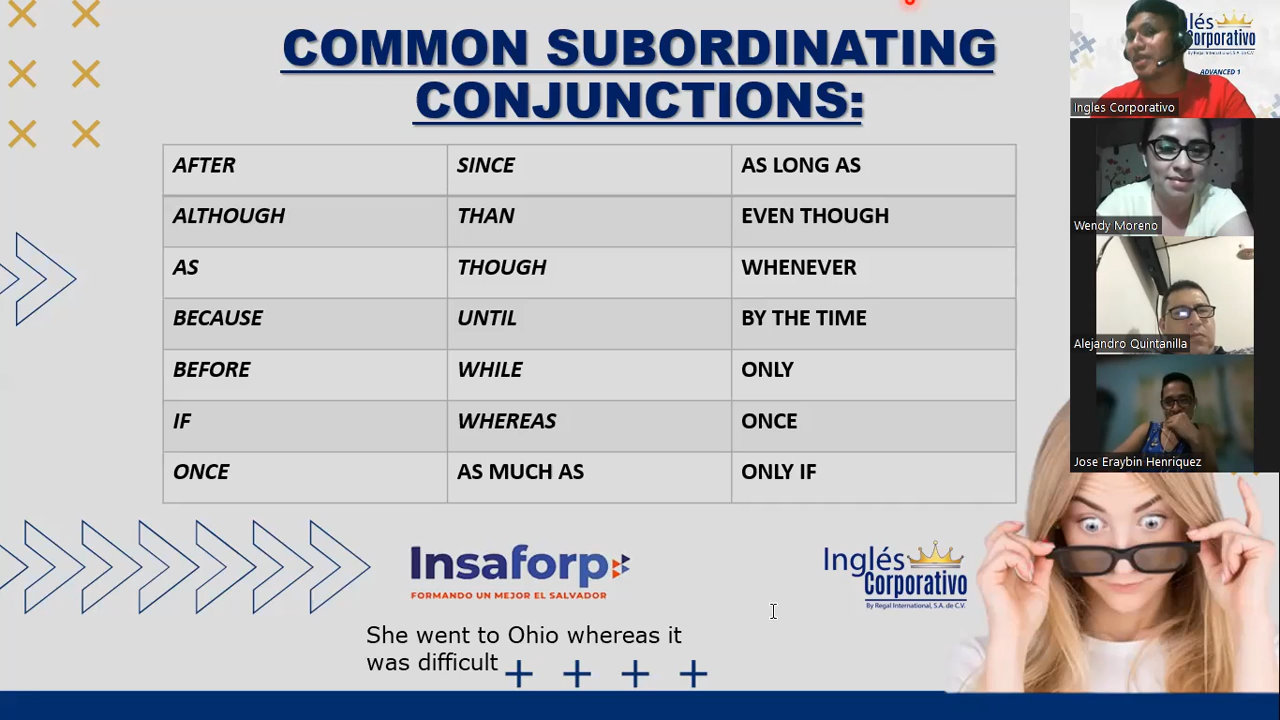 COMMON SUBORDINATING
CONJUNCTIONS:
AFTER SINCE AS LONG AS
ALTHOUGH THAN EVEN THOUGH
AS THOUGH WHENEVER
BECAUSE UNTIL BY THE TIME
BEFORE WHILE ONLY
IF WHEREAS ONCE
ONCE AS MUCH AS ONLY IF
Insaforp
FORMANDO UN MEJOR EL SALVADOR
Inglés
Corporativo
By Regal International, S.A. de C.V.
She went to Ohio whereas it
was difficult
lés
Corporativo
ADVANCED 1
Ingles Corporativo
Wendy Moreno
Alejandro Quintanilla
Jose Eraybin Henriquez